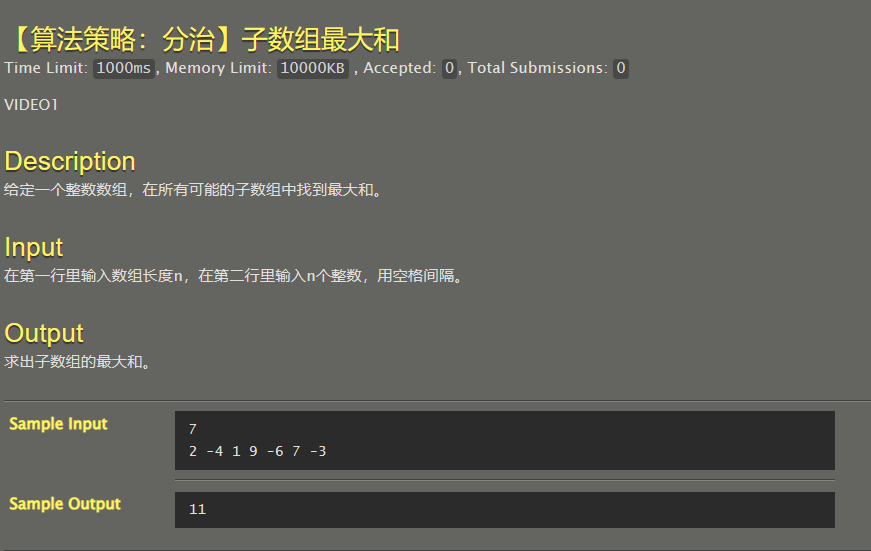 【算法策略：分治】子数组最大和
Time Limit: 1000ms, Memory Limit: 10000KB , Accepted: 0, Total Submissions: 0
VIDEO1
Description
给定一个整数数组，在所有可能的子数组中找到最大和。
Input
在第一行里输入数组长度n，在第二行里输入n个整数，用空格间隔。
Output
求出子数组的最大和。
Sample Input
7
2 -4 1 9 -6 7 -3
Sample Output
11